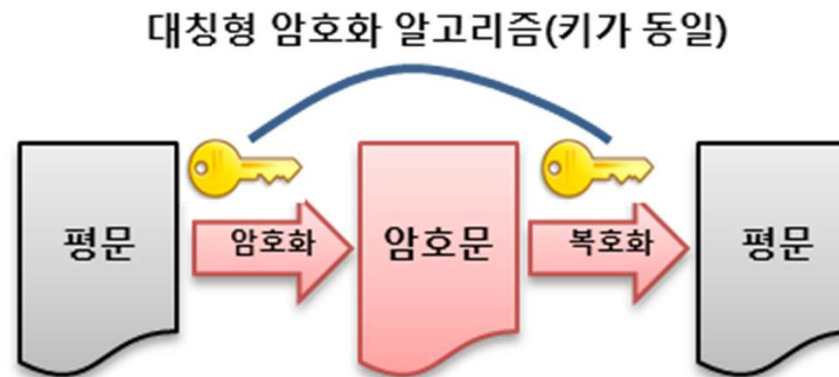 대칭형 암호화 알고리즘(키가 동일)
평문
암호화
암호문
복호화
평문